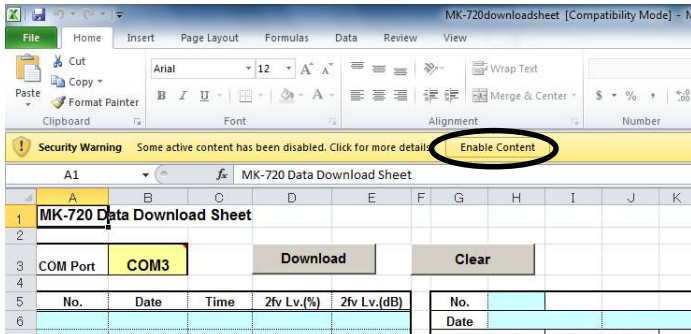 MK-720downloadsheet [Compatibility Mode] -
File Home Insert Page Layout Formulas Data Review View
Cut
Copy
Format Painter
Paste
Arial 12 A A
B I U A
Wrap Text
Merge & Center
$ % ,
Clipboard Font Alignment Number
Security Warning Some active content has been disabled. Click for more details Enable Content
A1 fx MK-720 Data Download Sheet
A B C D E F G H I J K
1 MK-720 Data Download Sheet
2
3 COM Port COM3 Download Clear
4
5 No. Date Time 2fv Lv.(%) 2fv Lv.(dB) No.
6 Date